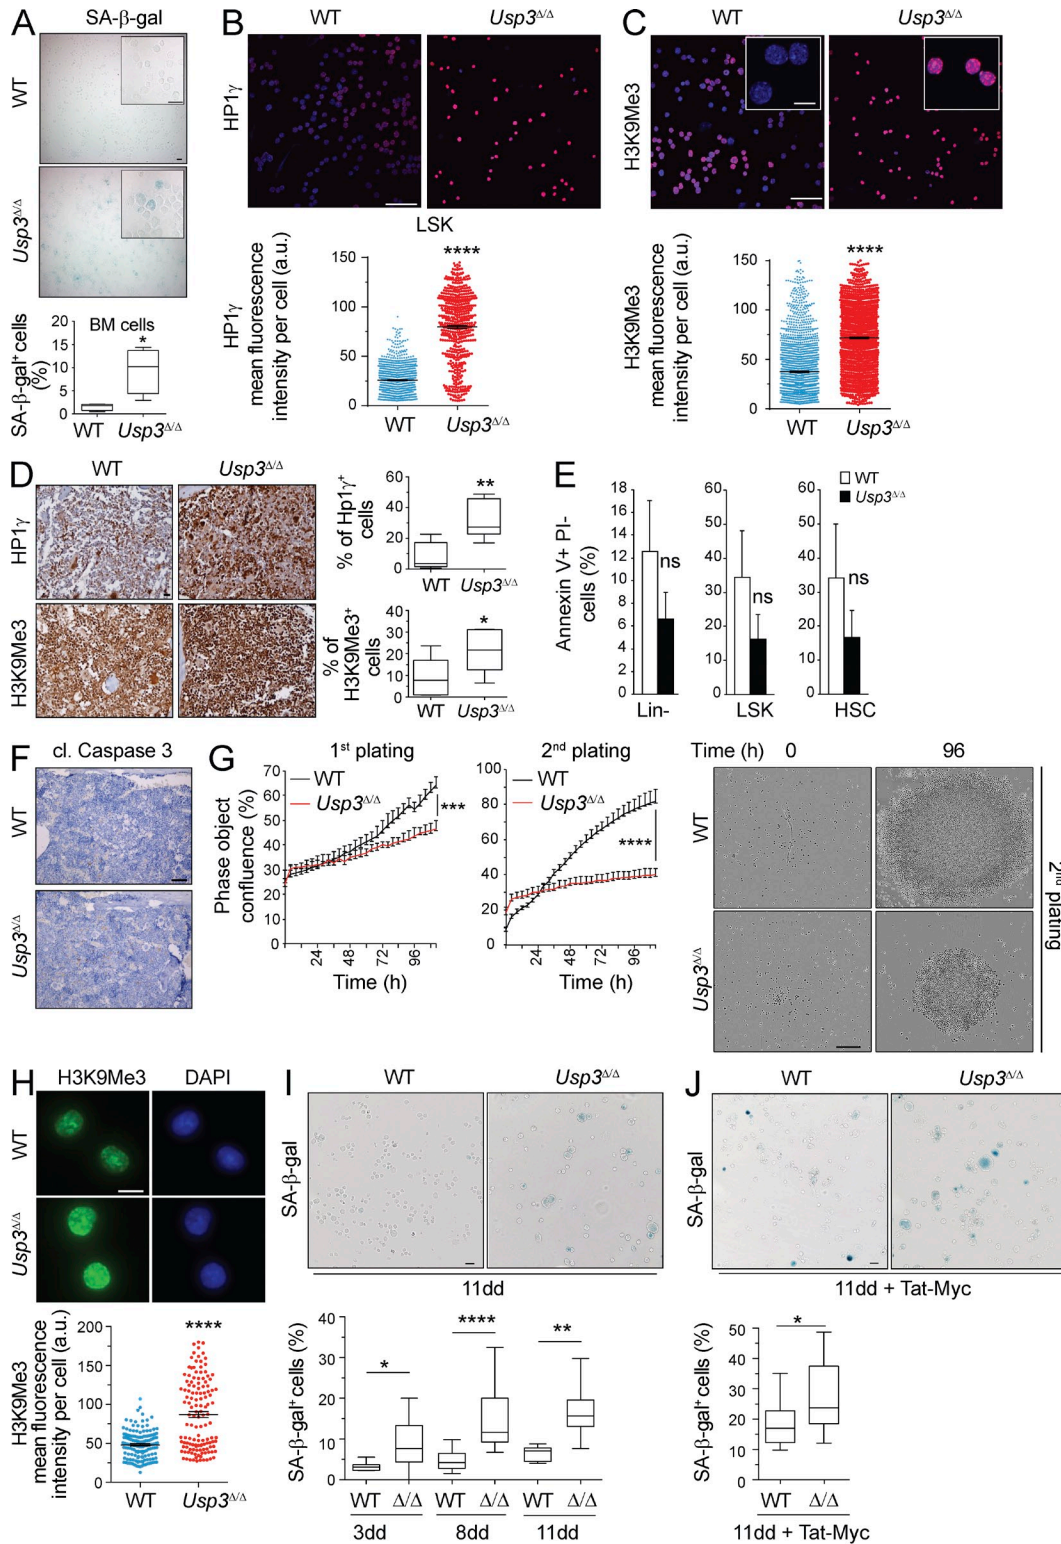 A
SA-β-gal
WT
Usp3Δ/Δ
SA-β-gal+ cells
(%)
20
15
10
5
0
BM cells
*
WT
Usp3Δ/Δ
B
WT
Usp3Δ/Δ
HP1γ
LSK
HP1γ
mean fluorescence
intensity per cell (a.u.)
150
100
50
0
****
WT
Usp3Δ/Δ
C
WT
Usp3Δ/Δ
H3K9Me3
H3K9Me3
mean fluorescence
intensity per cell (a.u.)
150
100
50
0
****
WT
Usp3Δ/Δ
D
WT
Usp3Δ/Δ
HP1γ
H3K9Me3
% of Hp1γ+
cells
60
40
20
0
**
WT
Usp3Δ/Δ
% of
H3K9Me3+
cells
40
30
20
10
0
*
WT
Usp3Δ/Δ
E
WT
Usp3Δ/Δ
Annexin V+ PI-
cells (%)
18
16
14
12
10
8
6
4
2
0
ns
Lin-
60
50
40
30
20
10
0
ns
LSK
60
50
40
30
20
10
0
ns
HSC
F
cl. Caspase 3
WT
Usp3Δ/Δ
G
1st plating
Phase object
confluence (%)
70
60
50
40
30
20
10
0
WT
Usp3Δ/Δ
***
24
48
72
96
Time (h)
2nd plating
100
80
60
40
20
0
WT
Usp3Δ/Δ
****
24
48
72
96
Time (h)
Time (h)
0
96
WT
Usp3Δ/Δ
2nd plating
H
H3K9Me3
DAPI
WT
Usp3Δ/Δ
H3K9Me3
mean fluorescence
intensity per cell (a.u.)
200
150
100
50
0
****
WT
Usp3Δ/Δ
I
WT
Usp3Δ/Δ
SA-β-gal
11dd
SA-β-gal+ cells (%)
40
30
20
10
0
*
****
**
WT
Δ/Δ
WT
Δ/Δ
WT
Δ/Δ
3dd
8dd
11dd
J
WT
Usp3Δ/Δ
SA-β-gal
11dd + Tat-Myc
SA-β-gal+ cells (%)
50
40
30
20
10
0
*
WT
Δ/Δ
11dd + Tat-Myc